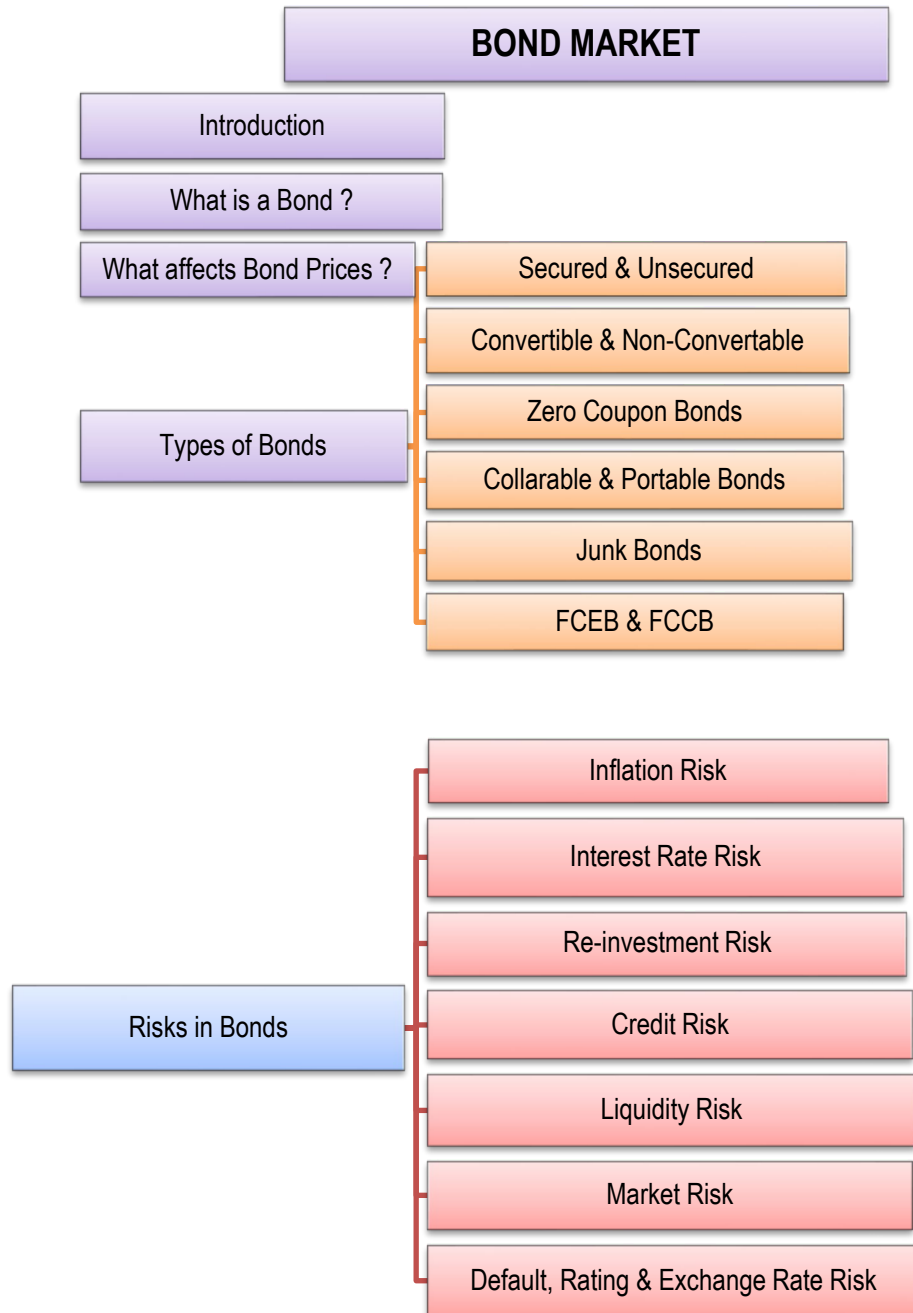 BOND MARKET
Introduction
What is a Bond ?
What affects Bond Prices ?
Types of Bonds
Secured & Unsecured
Convertible & Non-Convertable
Zero Coupon Bonds
Collarable & Portable Bonds
Junk Bonds
FCEB & FCCB
Risks in Bonds
Inflation Risk
Interest Rate Risk
Re-investment Risk
Credit Risk
Liquidity Risk
Market Risk
Default, Rating & Exchange Rate Risk